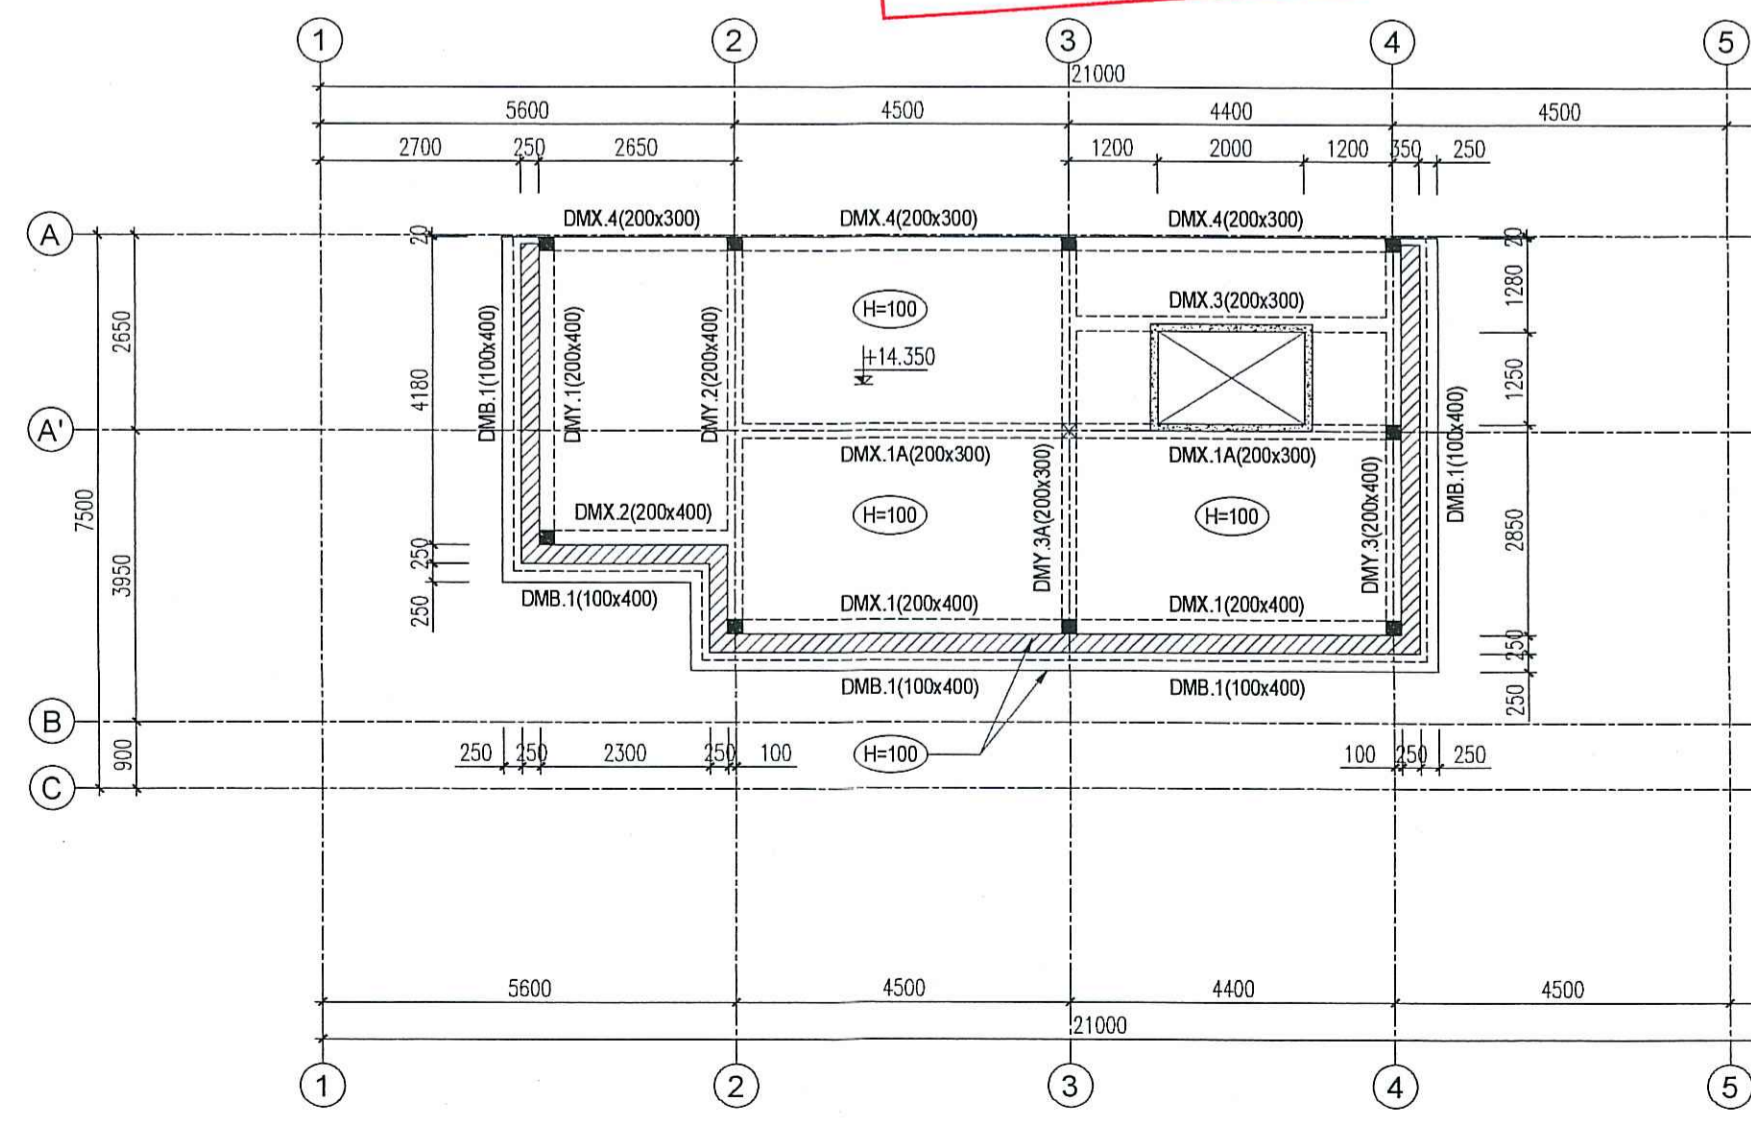 1 2 3 4 5
21000
5600 4500 4400 4500
2700 250 2650 1200 2000 1200 350 250
DMX.4(200x300) DMX.4(200x300) DMX.4(200x300)
A
20 20
1280
2650
H=100
DMX.3(200x300)
DMB.1(100x400) DMY.1(200x400) DMY.2(200x400)
+14.350
4180
1250
A'
DMB.1(100x400)
DMX.1A(200x300) DMX.1A(200x300)
7500
DMX.2(200x400)
H=100 H=100
DMY.3A(200x300) DMY.3(200x400)
2850
250
3950
250
DMB.1(100x400)
DMX.1(200x400) DMX.1(200x400)
250
250
DMB.1(100x400) DMB.1(100x400)
B
250 250 2300 250 100
H=100
100 250 250
900
C
5600 4500 4400 4500
21000
1 2 3 4 5